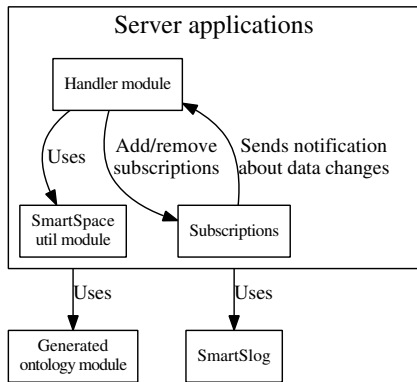 Server applications
Handler module
Uses
Add/remove
subscriptions
Sends notification
about data changes
SmartSpace
util module
Subscriptions
Uses
Uses
Generated
ontology module
SmartSlog